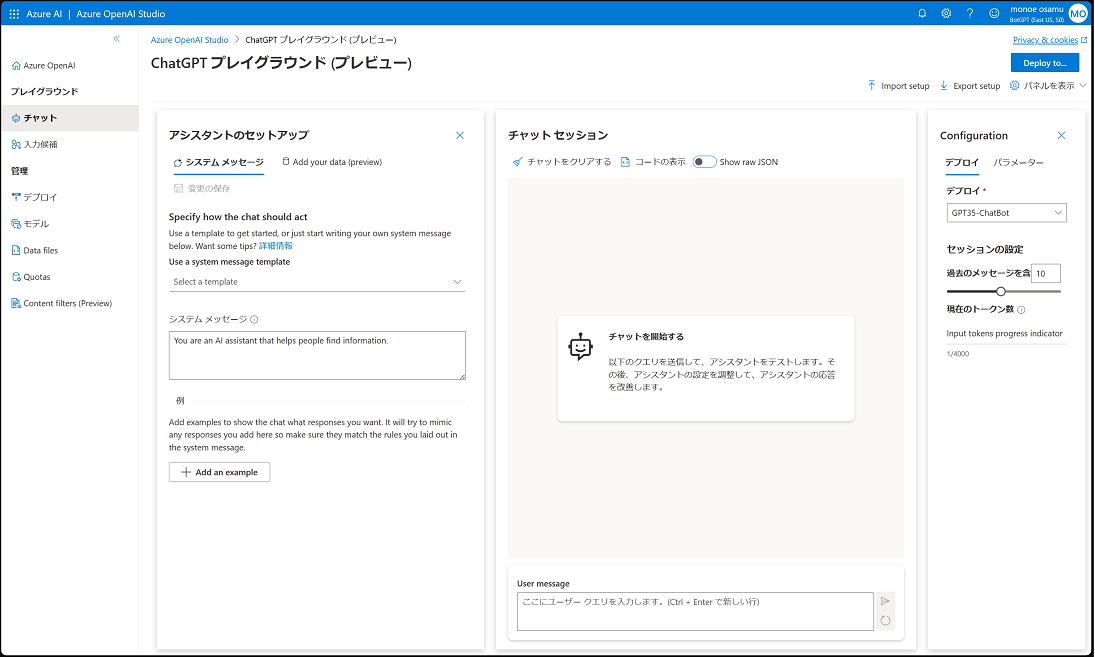 Azure AI | Azure OpenAI Studio
monoe osamu
BotGPT (East US, S0)
MO
Azure OpenAI
プレイグラウンド
チャット
入力候補
管理
デプロイ
モデル
Data files
Quotas
Content filters (Preview)
Azure OpenAI Studio > ChatGPT プレイグラウンド (プレビュー)
Privacy & cookies
ChatGPT プレイグラウンド (プレビュー)
Deploy to...
Import setup
Export setup
パネルを表示
アシスタントのセットアップ
システム メッセージ
Add your data (preview)
変更の保存
Specify how the chat should act
Use a template to get started, or just start writing your own system message
below. Want some tips? 詳細情報
Use a system message template
Select a template
システム メッセージ
You are an AI assistant that helps people find information.
例
Add examples to show the chat what responses you want. It will try to mimic
any responses you add here so make sure they match the rules you laid out in
the system message.
Add an example
チャット セッション
チャットをクリアする
コードの表示
Show raw JSON
チャットを開始する
以下のクエリを送信して、アシスタントをテストします。そ
の後、アシスタントの設定を調整して、アシスタントの応答
を改善します。
User message
ここにユーザー クエリを入力します。(Ctrl + Enter で新しい行)
Configuration
デプロイ
パラメーター
デプロイ *
GPT35-ChatBot
セッションの設定
過去のメッセージを含
10
現在のトークン数
Input tokens progress indicator
1/4000